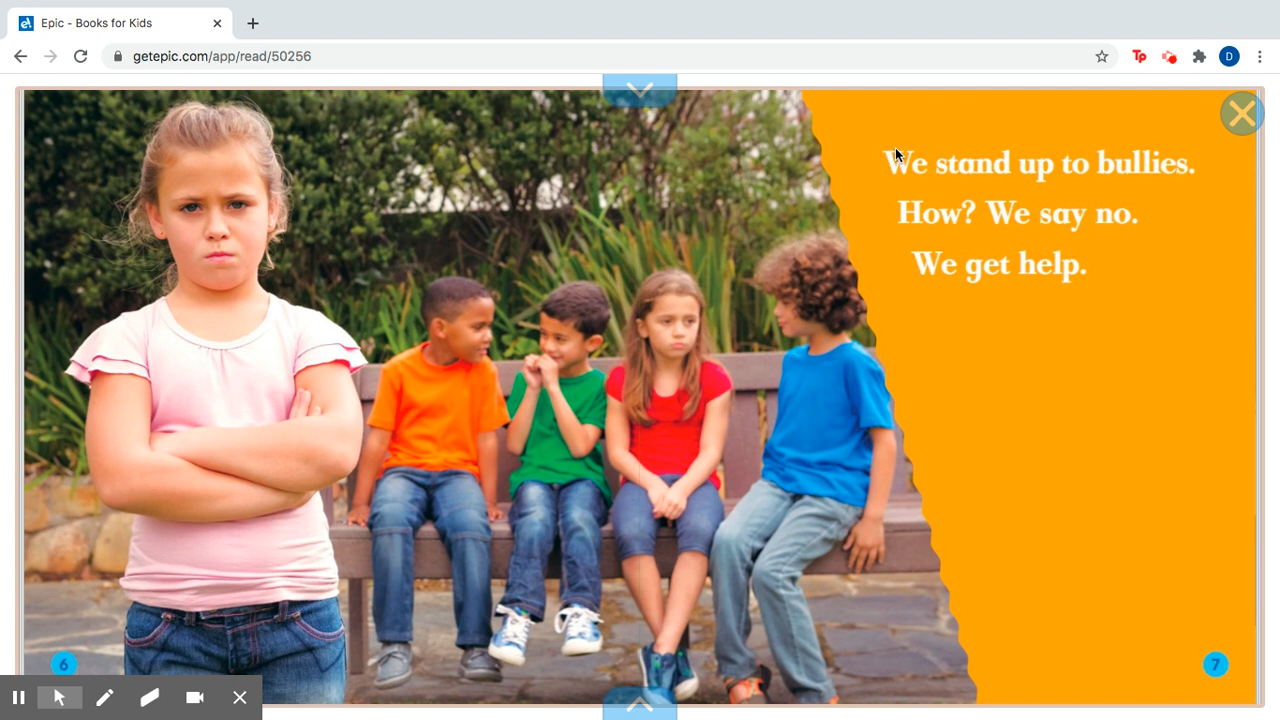 Epic - Books for Kids
getepic.com/app/read/50256
Tp
D
We stand up to bullies.
How? We say no.
We get help.
6
7